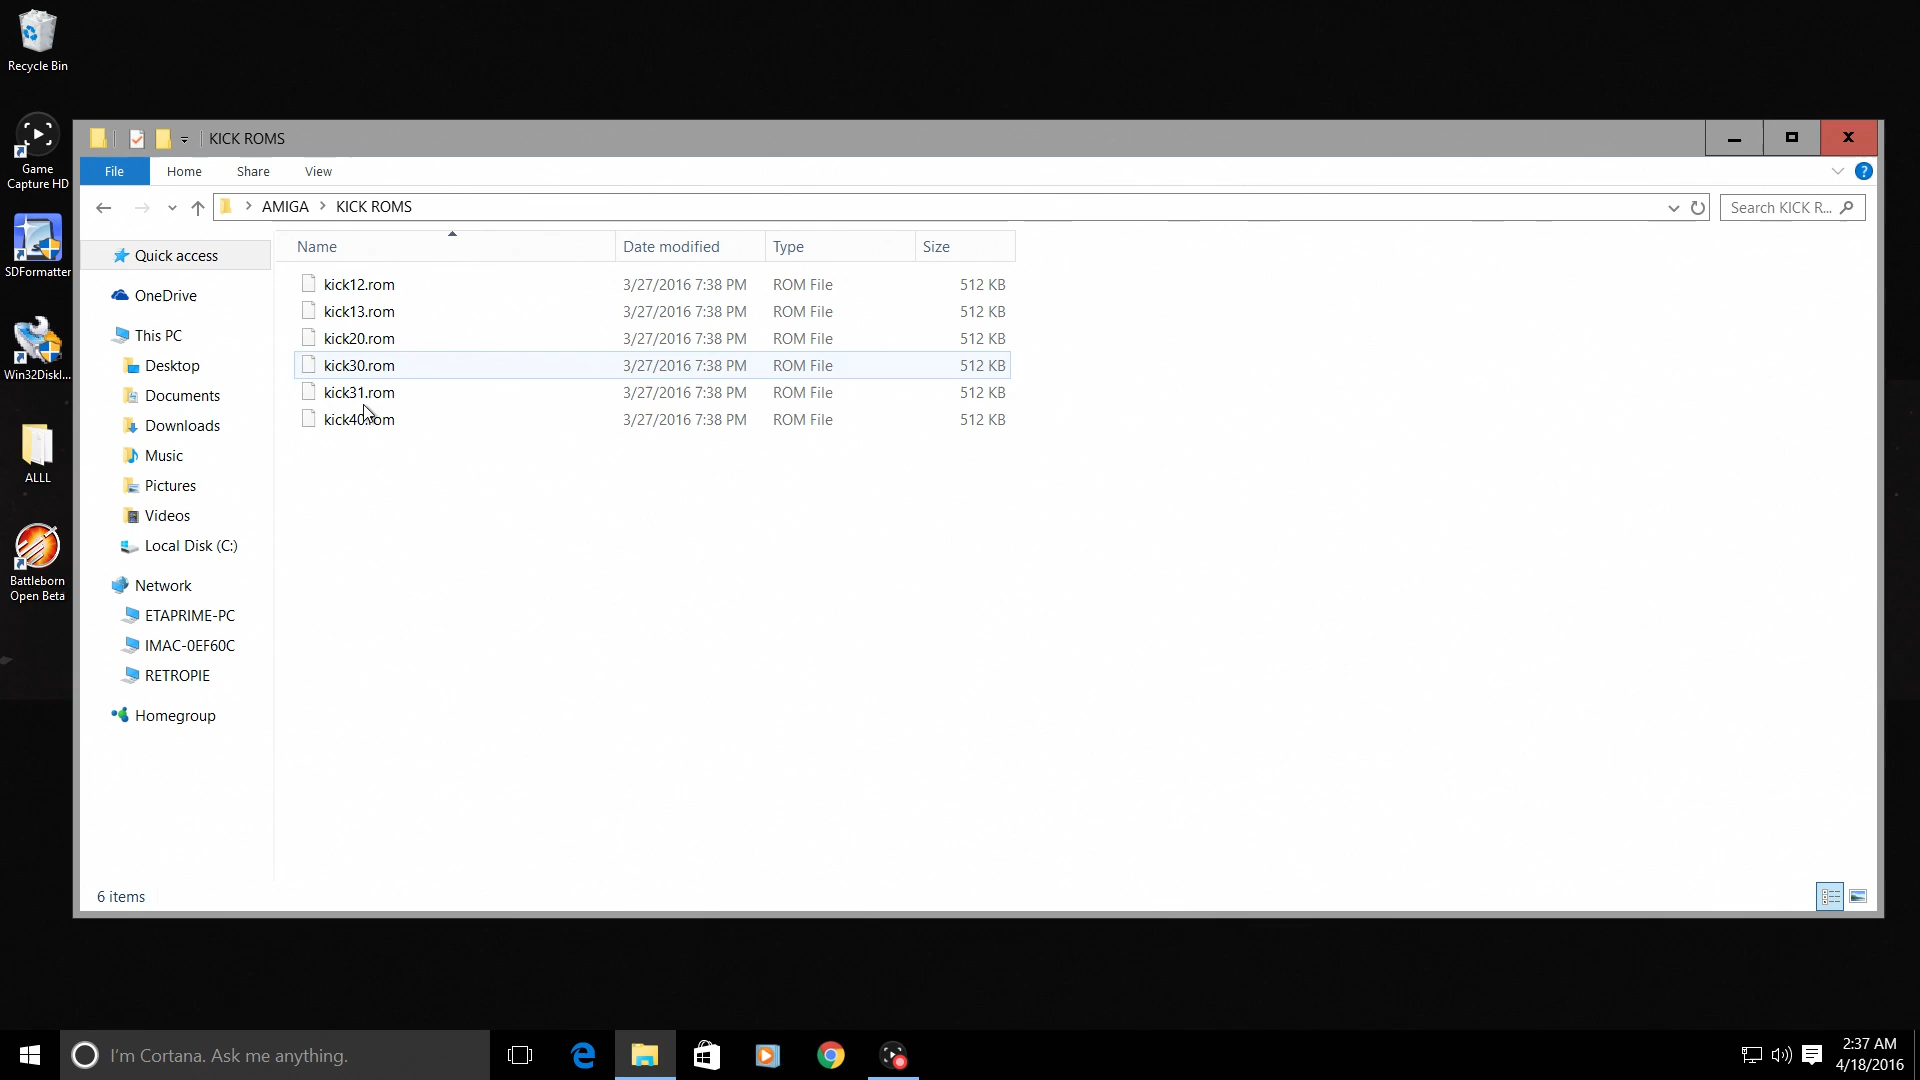 Recycle Bin
Game
Capture HD
SDFormatter
Win32DiskI...
ALLL
Battleborn
Open Beta
KICK ROMS
File Home Share View
AMIGA KICK ROMS
Search KICK R...
Quick access
OneDrive
This PC
Desktop
Documents
Downloads
Music
Pictures
Videos
Local Disk (C:)
Network
ETAPRIME-PC
IMAC-0EF60C
RETROPIE
Homegroup
Name Date modified Type Size
kick12.rom 3/27/2016 7:38 PM ROM File 512 KB
kick13.rom 3/27/2016 7:38 PM ROM File 512 KB
kick20.rom 3/27/2016 7:38 PM ROM File 512 KB
kick30.rom 3/27/2016 7:38 PM ROM File 512 KB
kick31.rom 3/27/2016 7:38 PM ROM File 512 KB
kick40.rom 3/27/2016 7:38 PM ROM File 512 KB
6 items
I'm Cortana. Ask me anything.
2:37 AM
4/18/2016